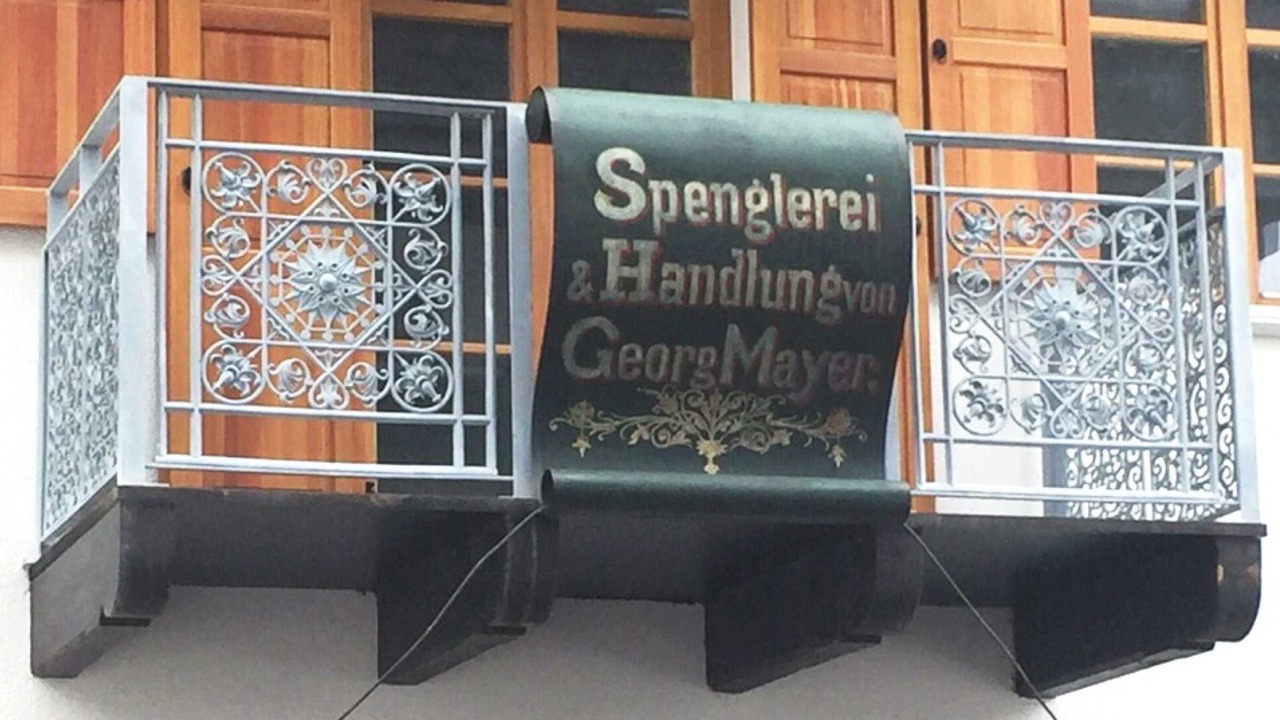 Spenglerei
& Handlung von
Georg Mayer.